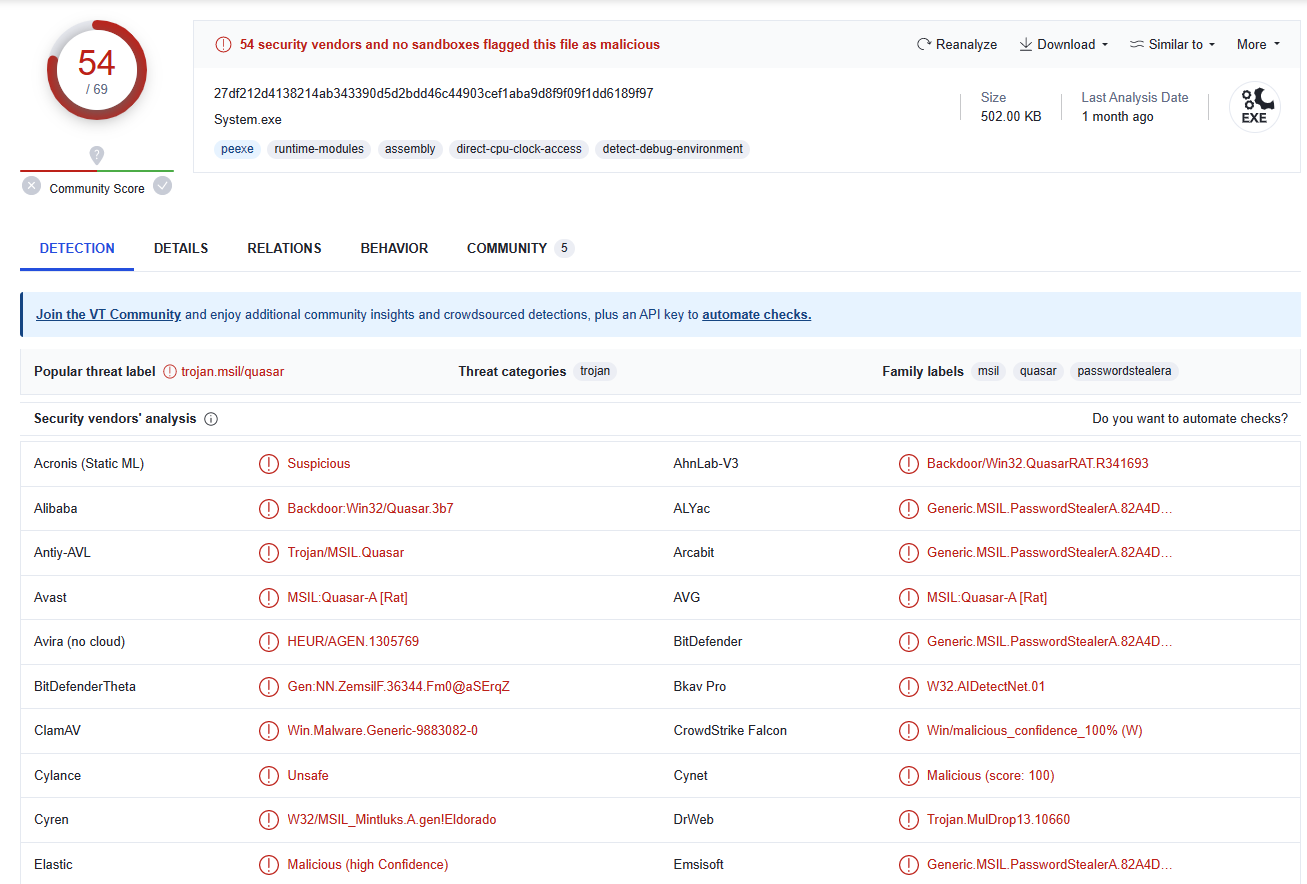 54
/ 69
Community Score
54 security vendors and no sandboxes flagged this file as malicious
Reanalyze Download Similar to More
27df212d4138214ab343390d5d2bdd46c44903cef1aba9d8f9f09f1dd6189f97
System.exe
peexe runtime-modules assembly direct-cpu-clock-access detect-debug-environment
Size
502.00 KB
Last Analysis Date
1 month ago
EXE
DETECTION DETAILS RELATIONS BEHAVIOR COMMUNITY 5
Join the VT Community and enjoy additional community insights and crowdsourced detections, plus an API key to automate checks.
Popular threat label trojan.msil/quasar Threat categories trojan Family labels msil quasar passwordstealera
Security vendors' analysis Do you want to automate checks?
Acronis (Static ML) Suspicious AhnLab-V3 Backdoor/Win32.QuasarRAT.R341693
Alibaba Backdoor:Win32/Quasar.3b7 ALYac Generic.MSIL.PasswordStealerA.82A4D...
Antiy-AVL Trojan/MSIL.Quasar Arcabit Generic.MSIL.PasswordStealerA.82A4D...
Avast MSIL:Quasar-A [Rat] AVG MSIL:Quasar-A [Rat]
Avira (no cloud) HEUR/AGEN.1305769 BitDefender Generic.MSIL.PasswordStealerA.82A4D...
BitDefenderTheta Gen:NN.ZemsilF.36344.Fm0@aSErqZ Bkav Pro W32.AIDetectNet.01
ClamAV Win.Malware.Generic-9883082-0 CrowdStrike Falcon Win/malicious_confidence_100% (W)
Cylance Unsafe Cynet Malicious (score: 100)
Cyren W32/MSIL_Mintluks.A.gen!Eldorado DrWeb Trojan.MulDrop13.10660
Elastic Malicious (high Confidence) Emsisoft Generic.MSIL.PasswordStealerA.82A4D...